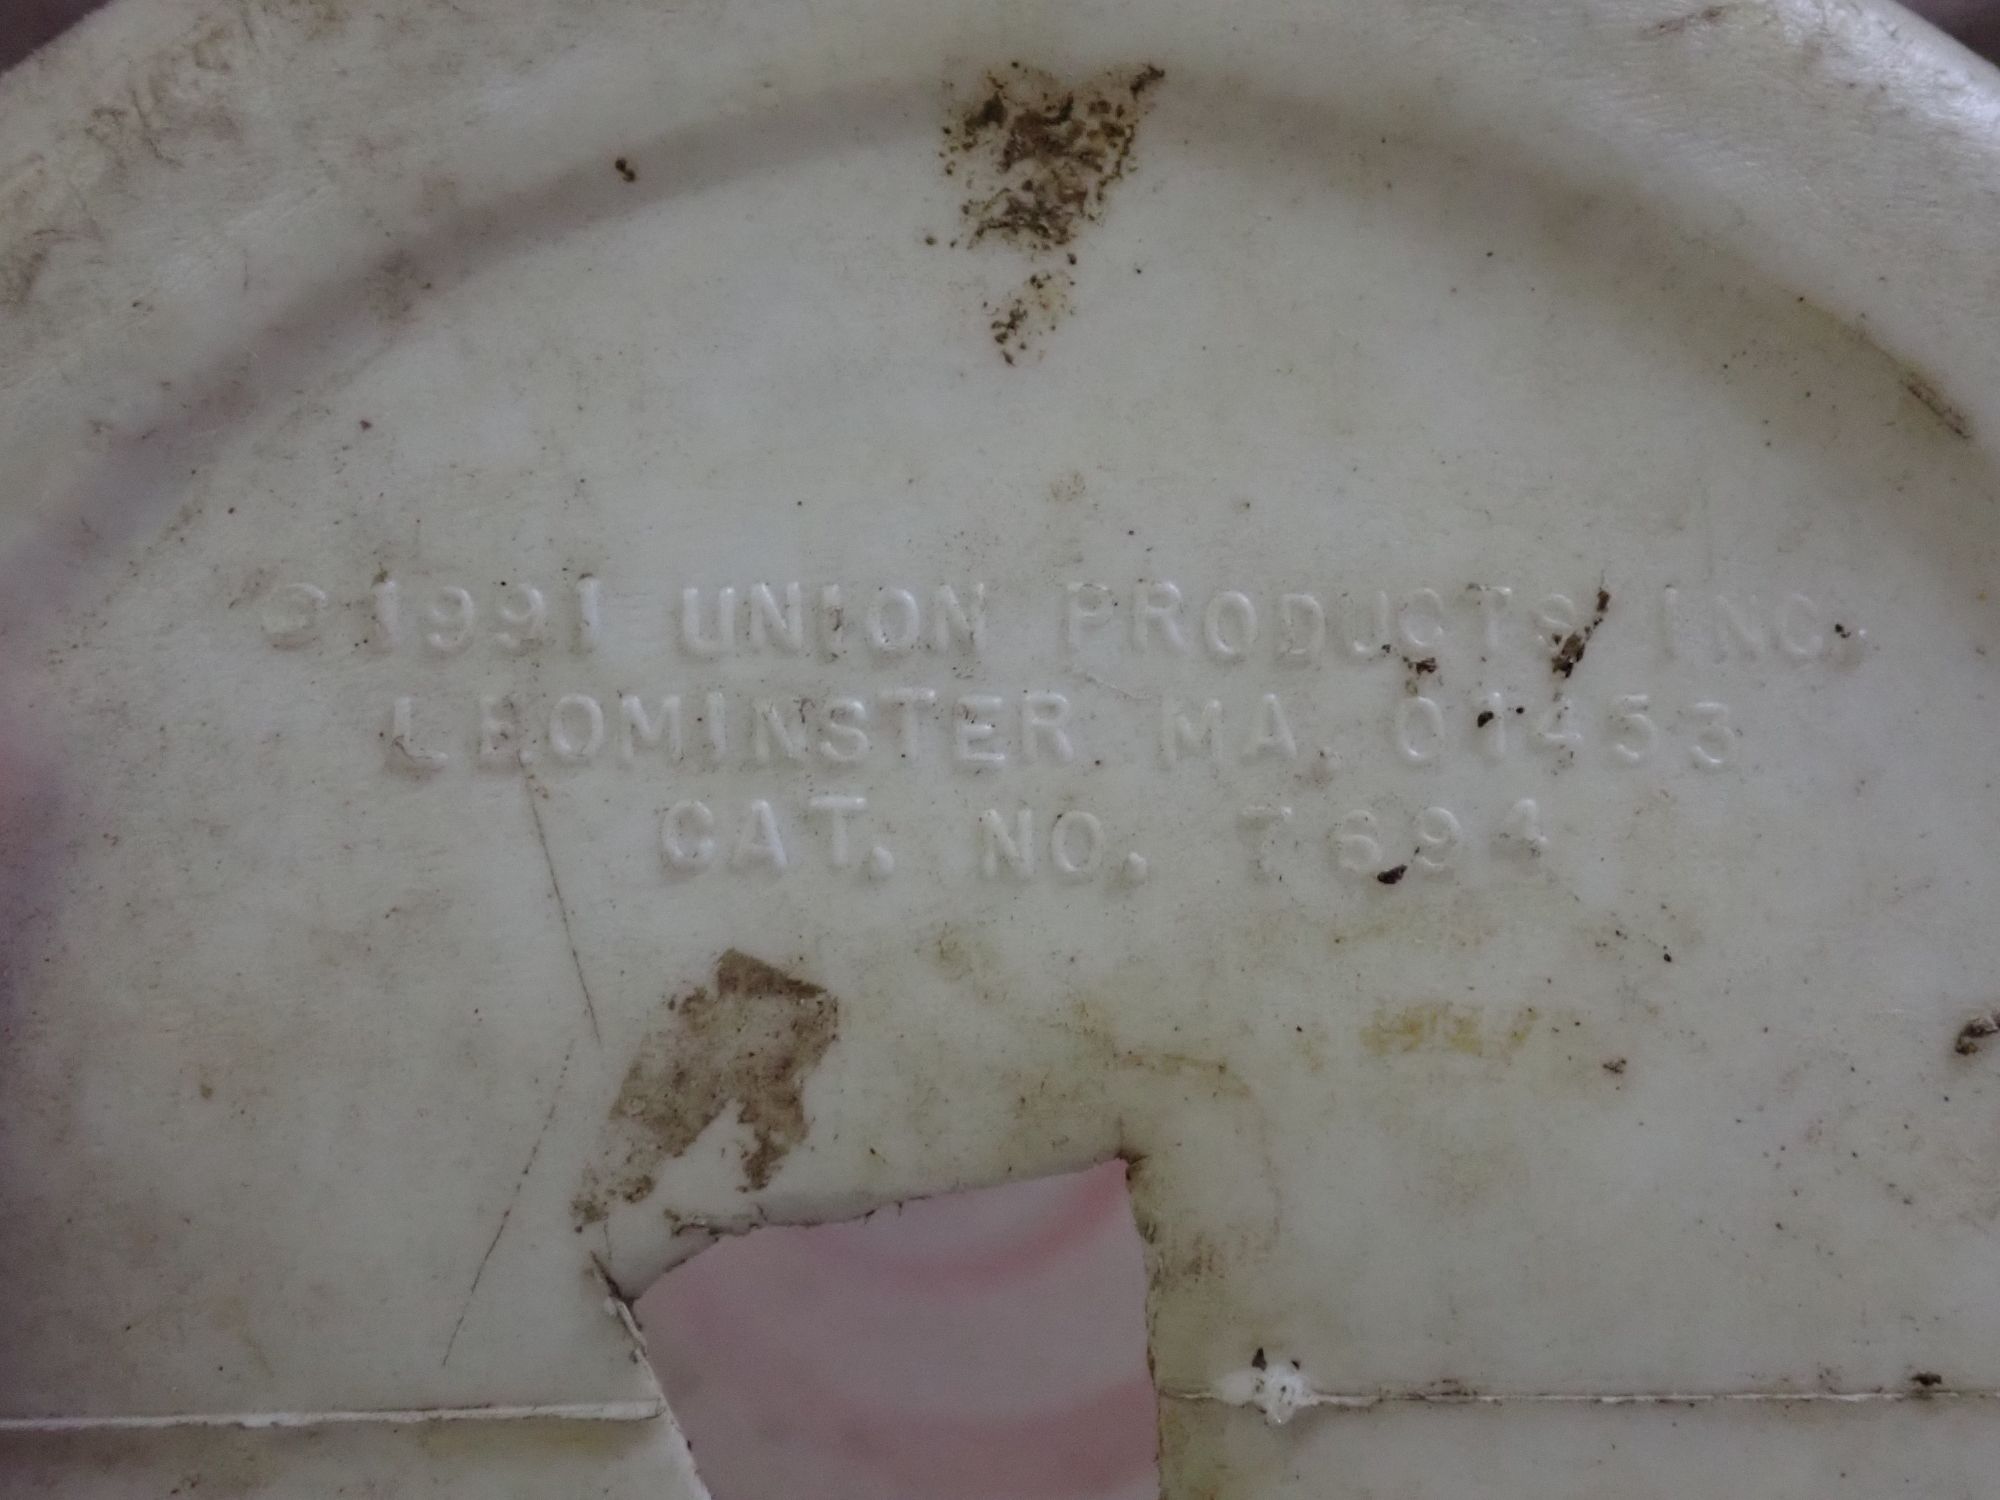 ©1991 UNION PRODUCTS INC.
LEOMINSTER MA. 01453
CAT. NO. 7694